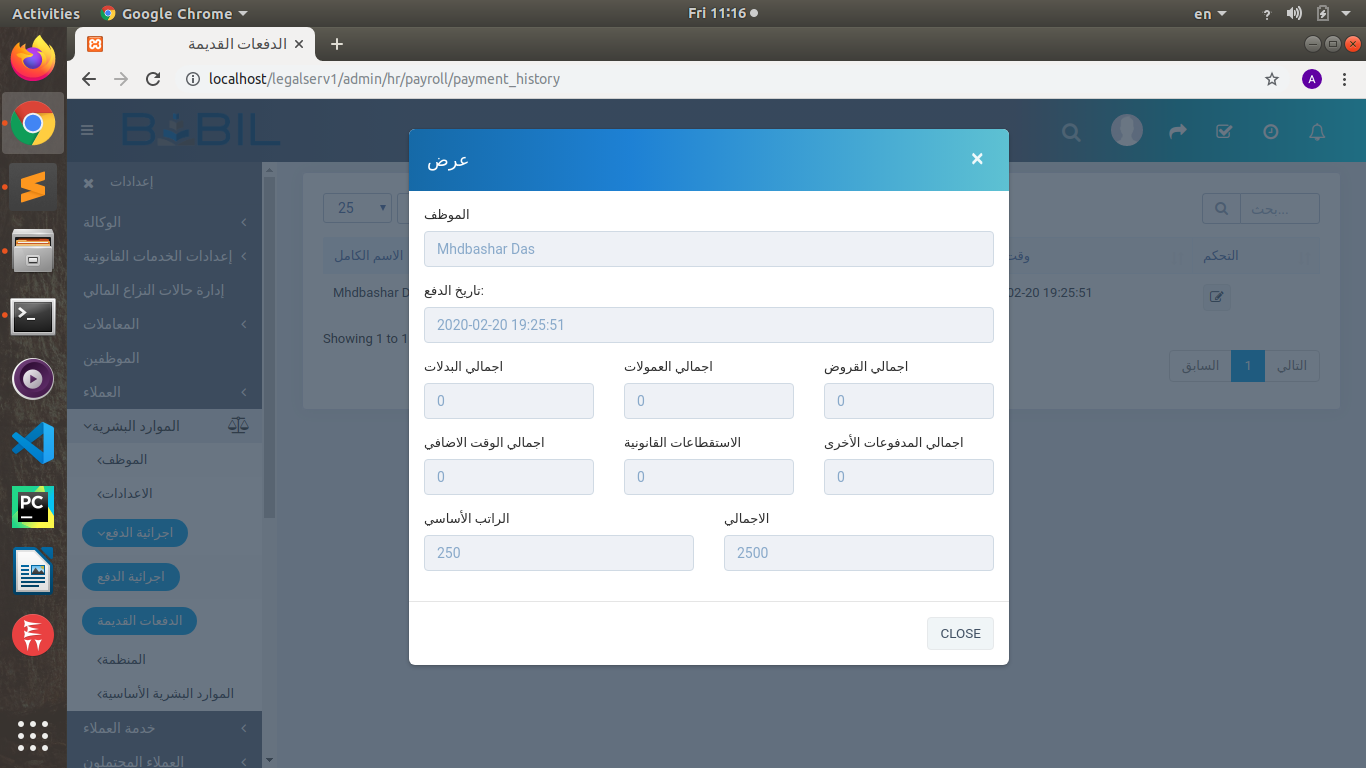 Activities
Google Chrome
Fri 11:16
en
الدفعات القديمة
localhost/legalserv1/admin/hr/payroll/payment_history
A
إعدادات
الوكالة
إعدادات الخدمات القانونية
إدارة حالات النزاع المالي
المعاملات
الموظفين
العملاء
الموارد البشرية
الموظف
الاعدادات
اجرائية الدفع
اجرائية الدفع
الدفعات القديمة
المنظمة
الموارد البشرية الأساسية
خدمة العملاء
العملاء المحتملون
25
بحث...
الاسم الكامل
وقت
التحكم
Mhdbashar D
02-20 19:25:51
Showing 1 to 1
السابق
1
التالي
عرض
×
الموظف
Mhdbashar Das
تاريخ الدفع:
2020-02-20 19:25:51
اجمالي البدلات
اجمالي العمولات
اجمالي القروض
0
0
0
اجمالي الوقت الاضافي
الاستقطاعات القانونية
اجمالي المدفوعات الأخرى
0
0
0
الراتب الأساسي
الاجمالي
250
2500
CLOSE
PC